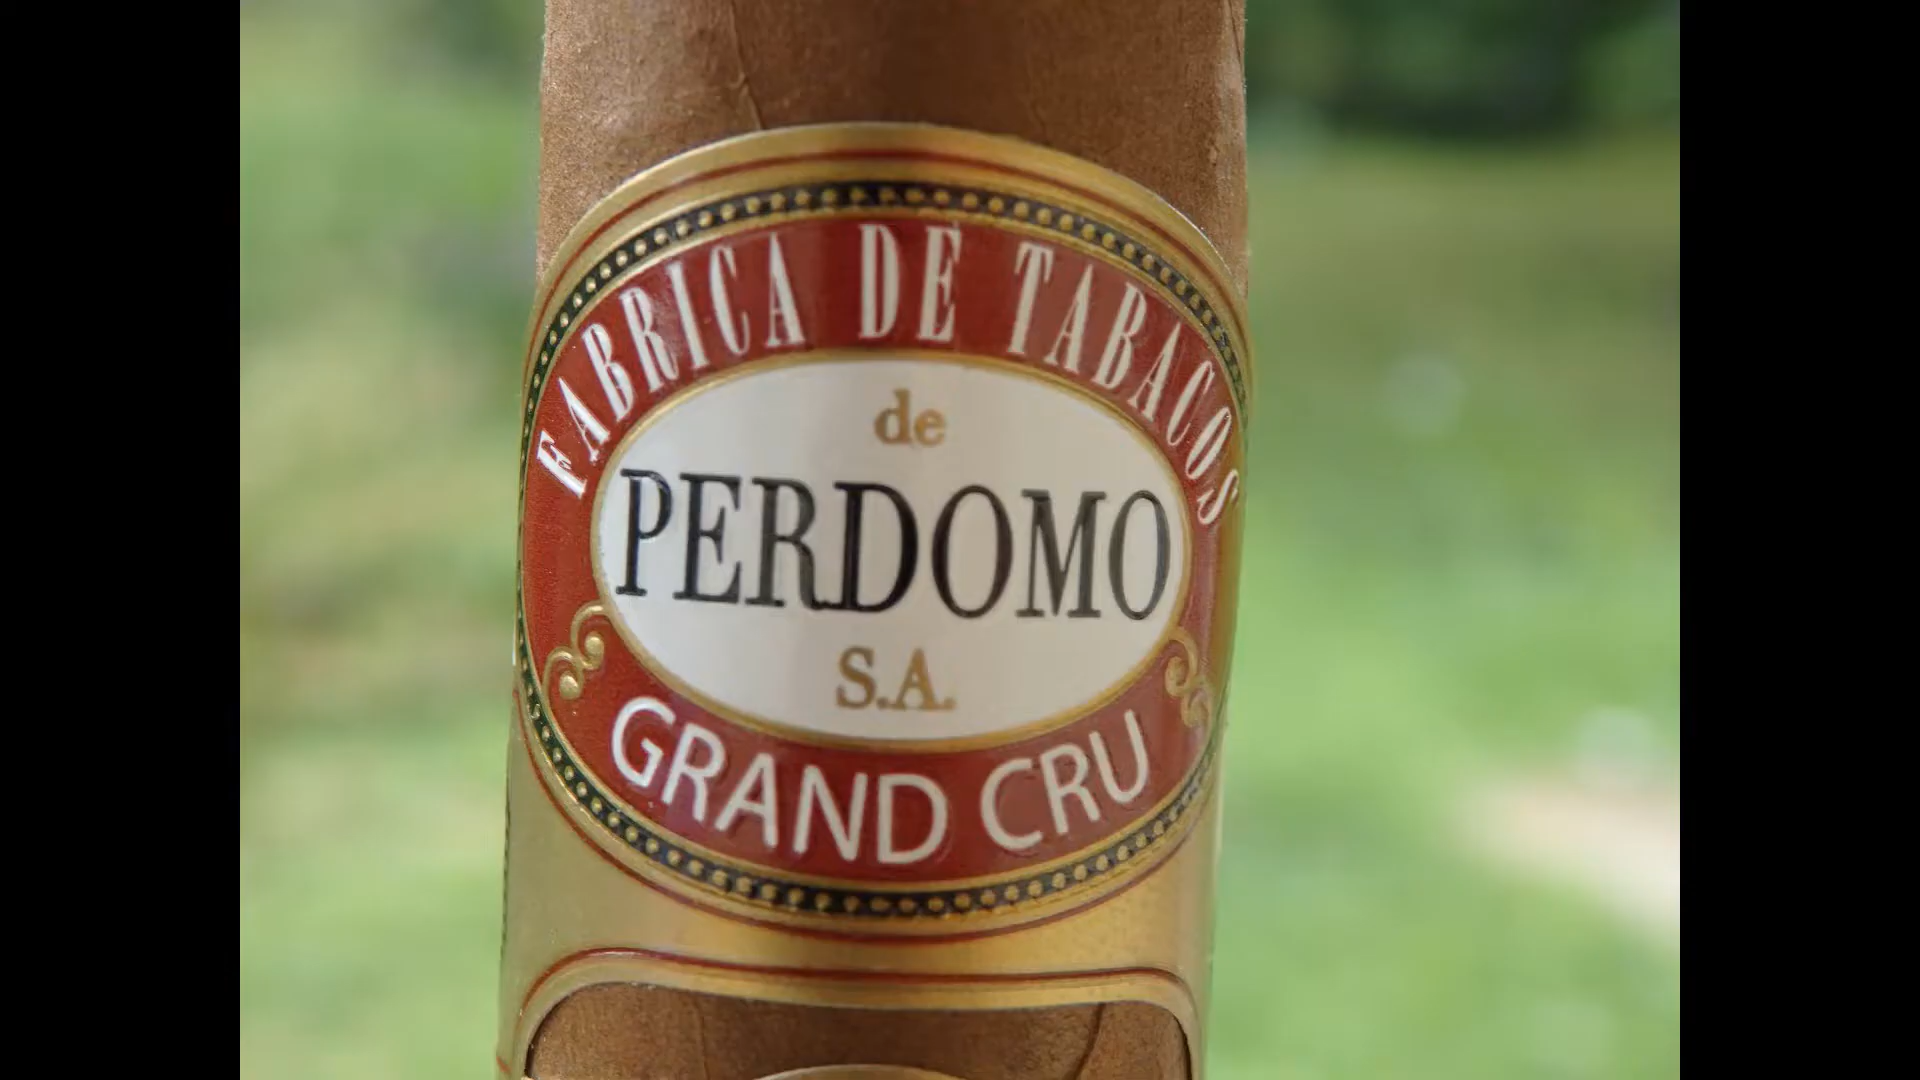 FABRICA DE TABACOS
de
PERDOMO
S.A.
GRAND CRU